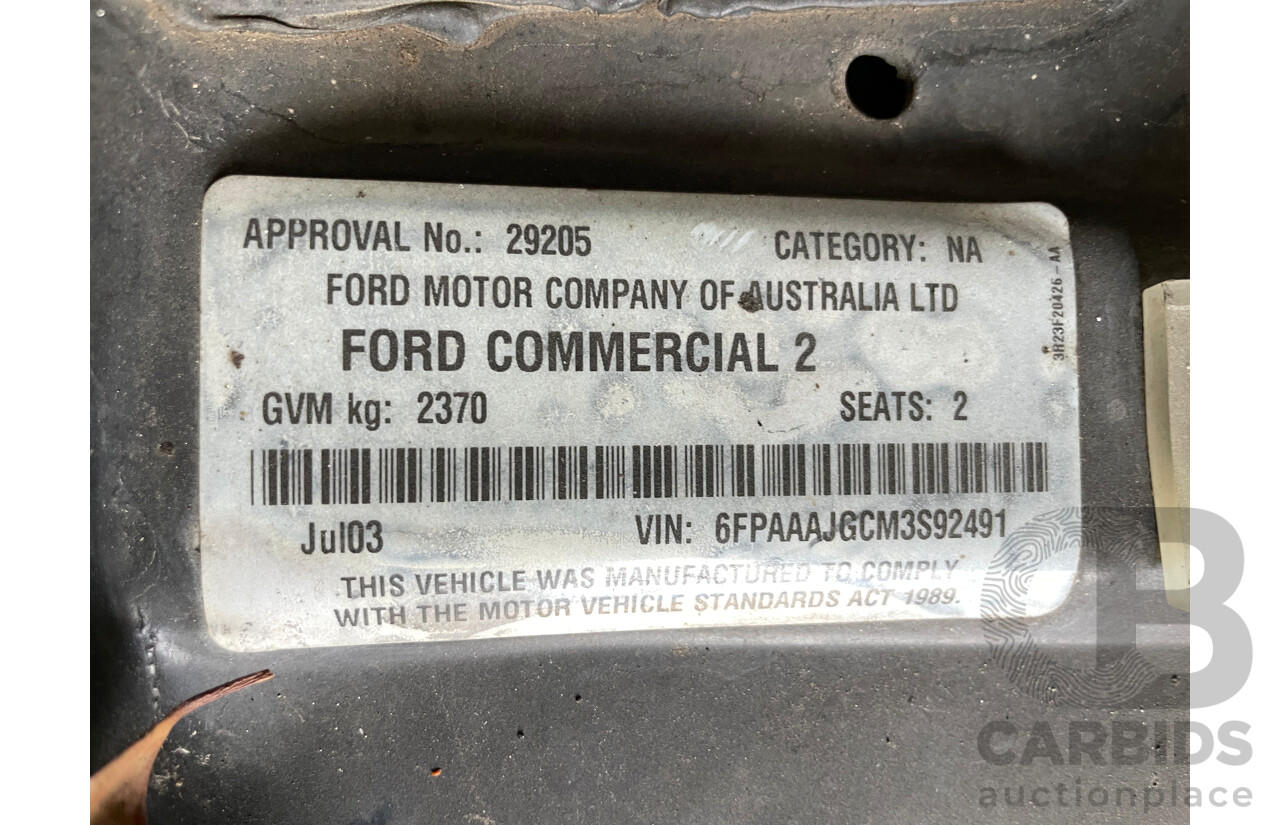 APPROVAL No.: 29205 CATEGORY: NA
FORD MOTOR COMPANY OF AUSTRALIA LTD
FORD COMMERCIAL 2
GVM kg: 2370 SEATS: 2
Jul03 VIN: 6FPAAAJGCM3S92491
THIS VEHICLE WAS MANUFACTURED TO COMPLY
WITH THE MOTOR VEHICLE STANDARDS ACT 1989.
3R23F20426-AA
B
CARBIDS
auctionplace